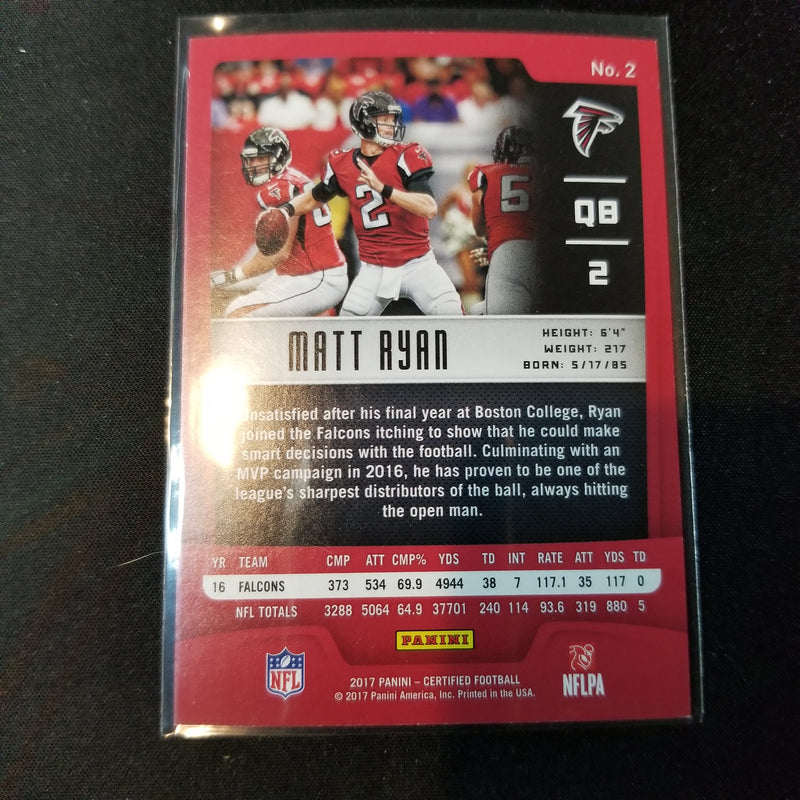 No. 2
QB
2
2
5
MATT RYAN
HEIGHT: 6'4"
WEIGHT: 217
BORN: 5/17/85
Unsatisfied after his final year at Boston College, Ryan
joined the Falcons itching to show that he could make
smart decisions with the football. Culminating with an
MVP campaign in 2016, he has proven to be one of the
league's sharpest distributors of the ball, always hitting
the open man.
YR TEAM CMP ATT CMP% YDS TD INT RATE ATT YDS TD
16 FALCONS 373 534 69.9 4944 38 7 117.1 35 117 0
NFL TOTALS 3288 5064 64.9 37701 240 114 93.6 319 880 5
PANINI
NFL
2017 PANINI – CERTIFIED FOOTBALL
© 2017 Panini America, Inc. Printed in the USA.
NFLPA